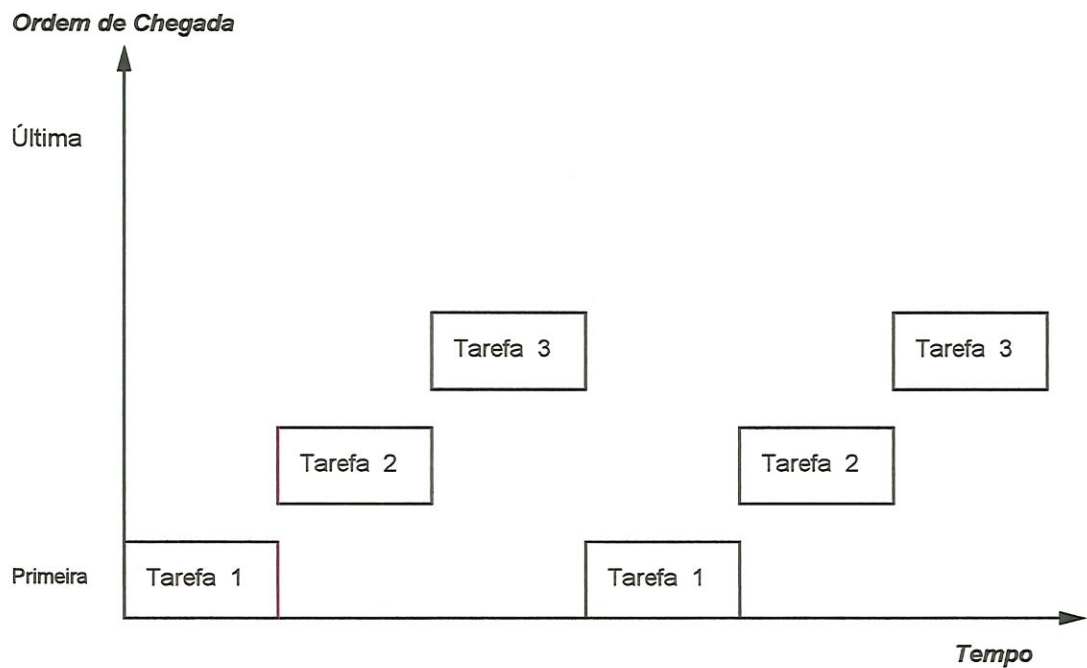 Ordem de Chegada
Última
Tarefa 3
Tarefa 3
Tarefa 2
Tarefa 2
Primeira
Tarefa 1
Tarefa 1
Tempo